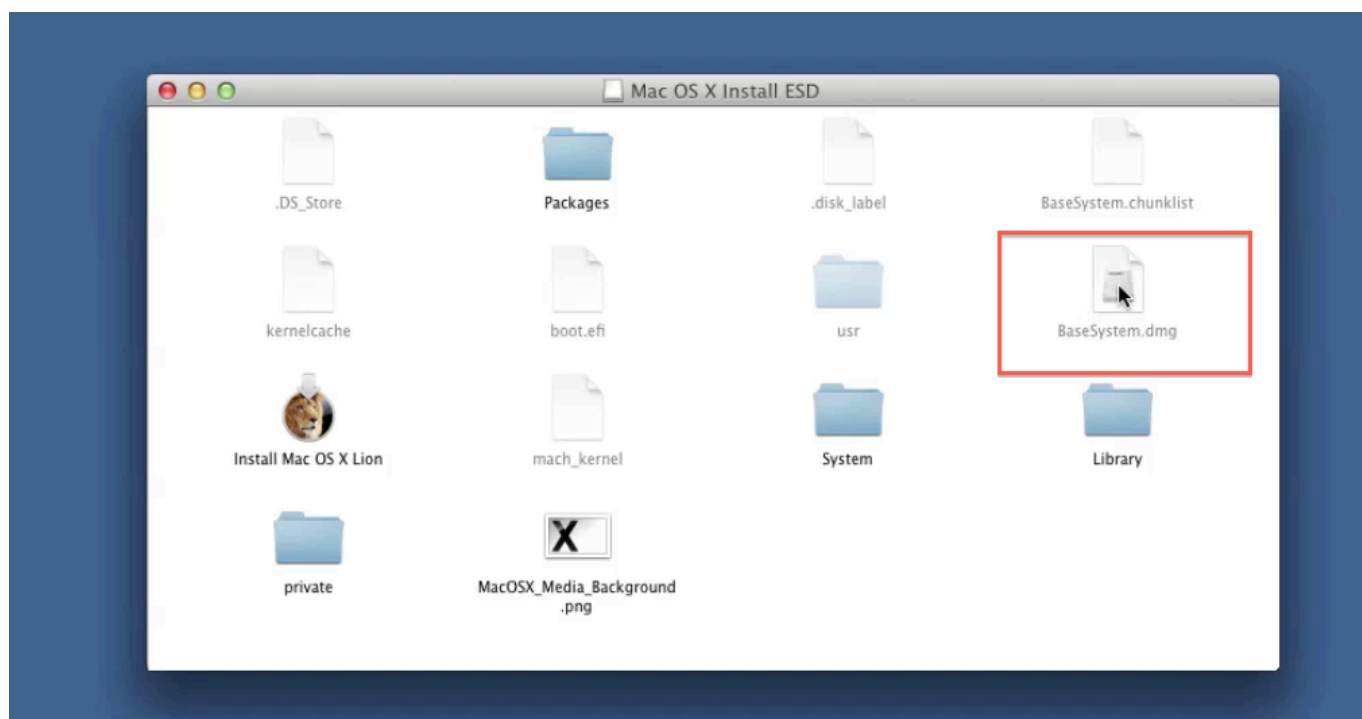 Mac OS X Install ESD
.DS_Store
Packages
.disk_label
BaseSystem.chunklist
kernelcache
boot.efi
usr
BaseSystem.dmg
Install Mac OS X Lion
mach_kernel
System
Library
private
MacOSX_Media_Background
.png
X